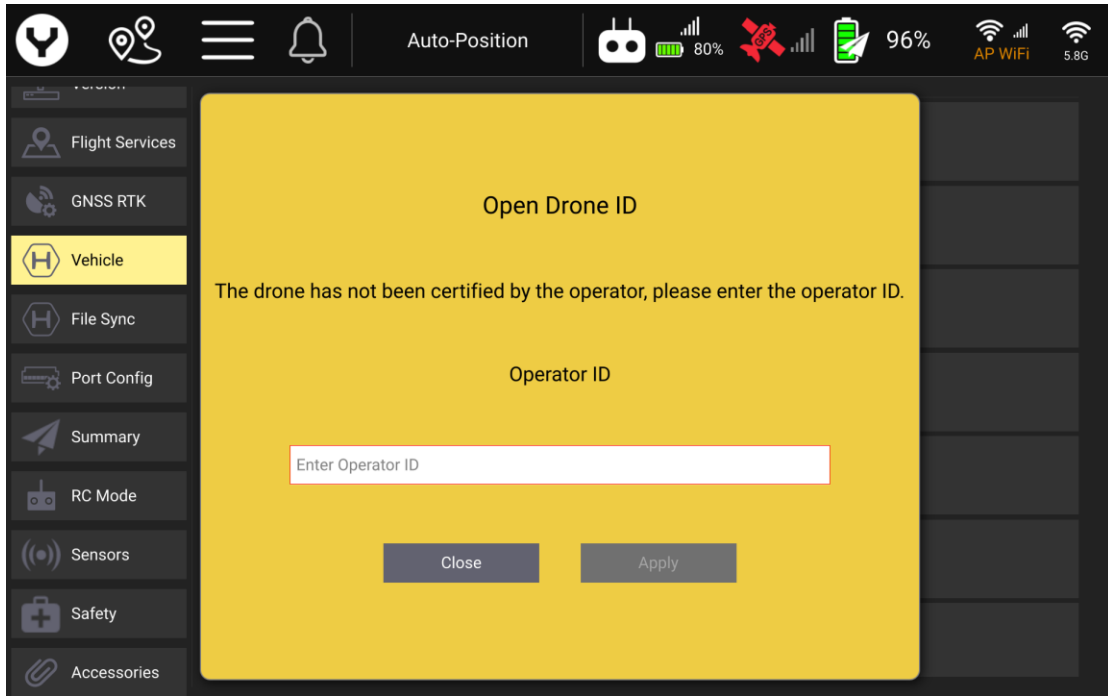 Y
Auto-Position
80%
GPS
96%
AP WiFi
5.8G
Version
Flight Services
GNSS RTK
Vehicle
File Sync
Port Config
Summary
RC Mode
Sensors
Safety
Accessories
Open Drone ID
The drone has not been certified by the operator, please enter the operator ID.
Operator ID
Enter Operator ID
Close
Apply